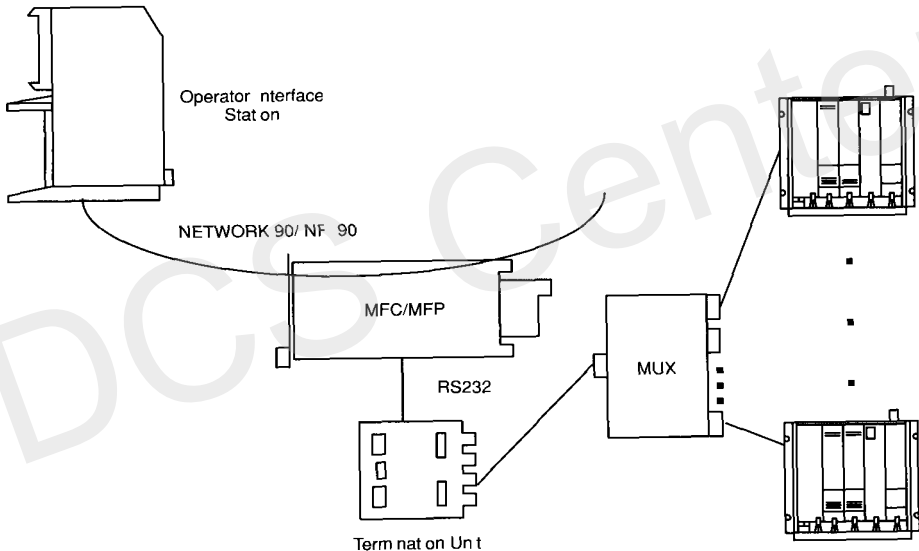 Operator nterface
Stat on
NETWORK 90/ NF 90
MFC/MFP
RS232
MUX
Term nat on Un t
DCS Center